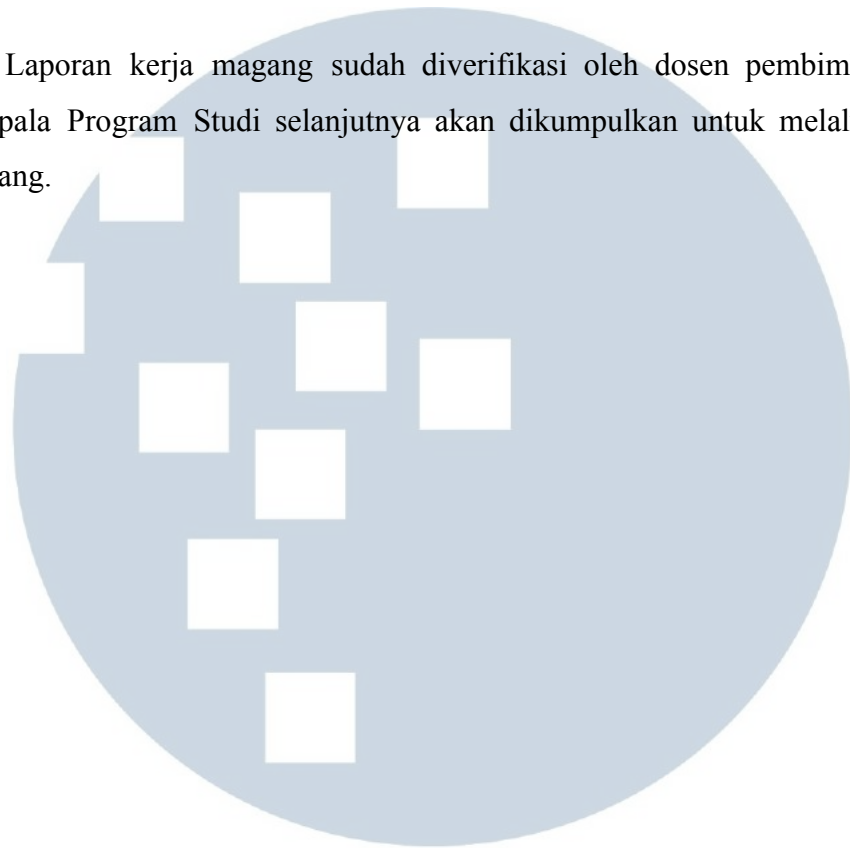 Laporan kerja magang sudah diverifikasi oleh dosen pembim
pala Program Studi selanjutnya akan dikumpulkan untuk melal
ang.